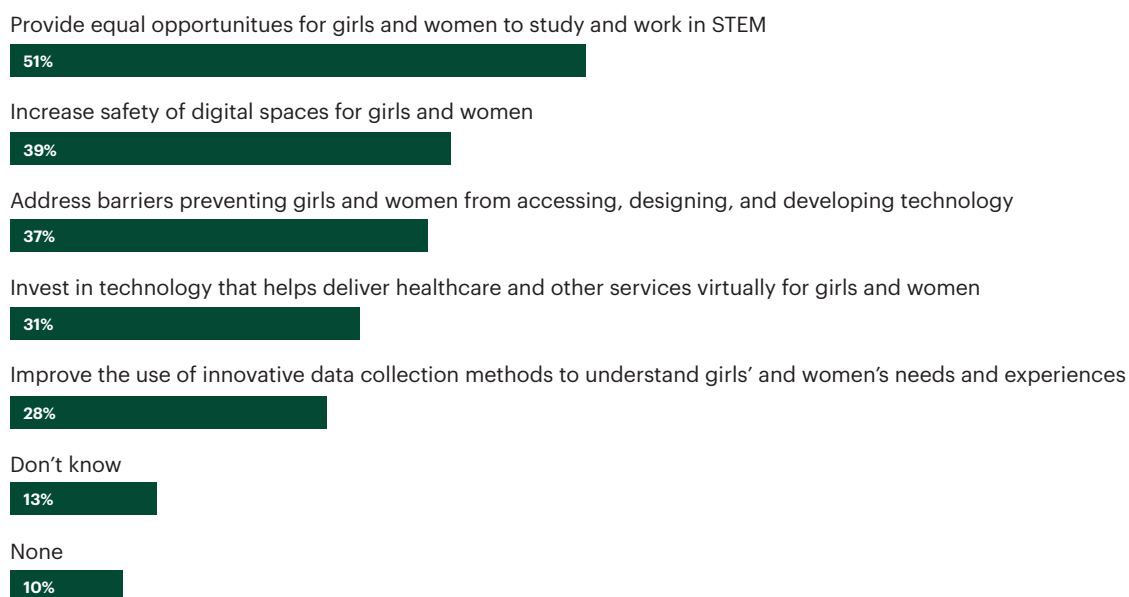 Provide equal opportunitues for girls and women to study and work in STEM
51%
Increase safety of digital spaces for girls and women
39%
Address barriers preventing girls and women from accessing, designing, and developing technology
37%
Invest in technology that helps deliver healthcare and other services virtually for girls and women
31%
Improve the use of innovative data collection methods to understand girls’ and women’s needs and experiences
28%
Don’t know
13%
None
10%